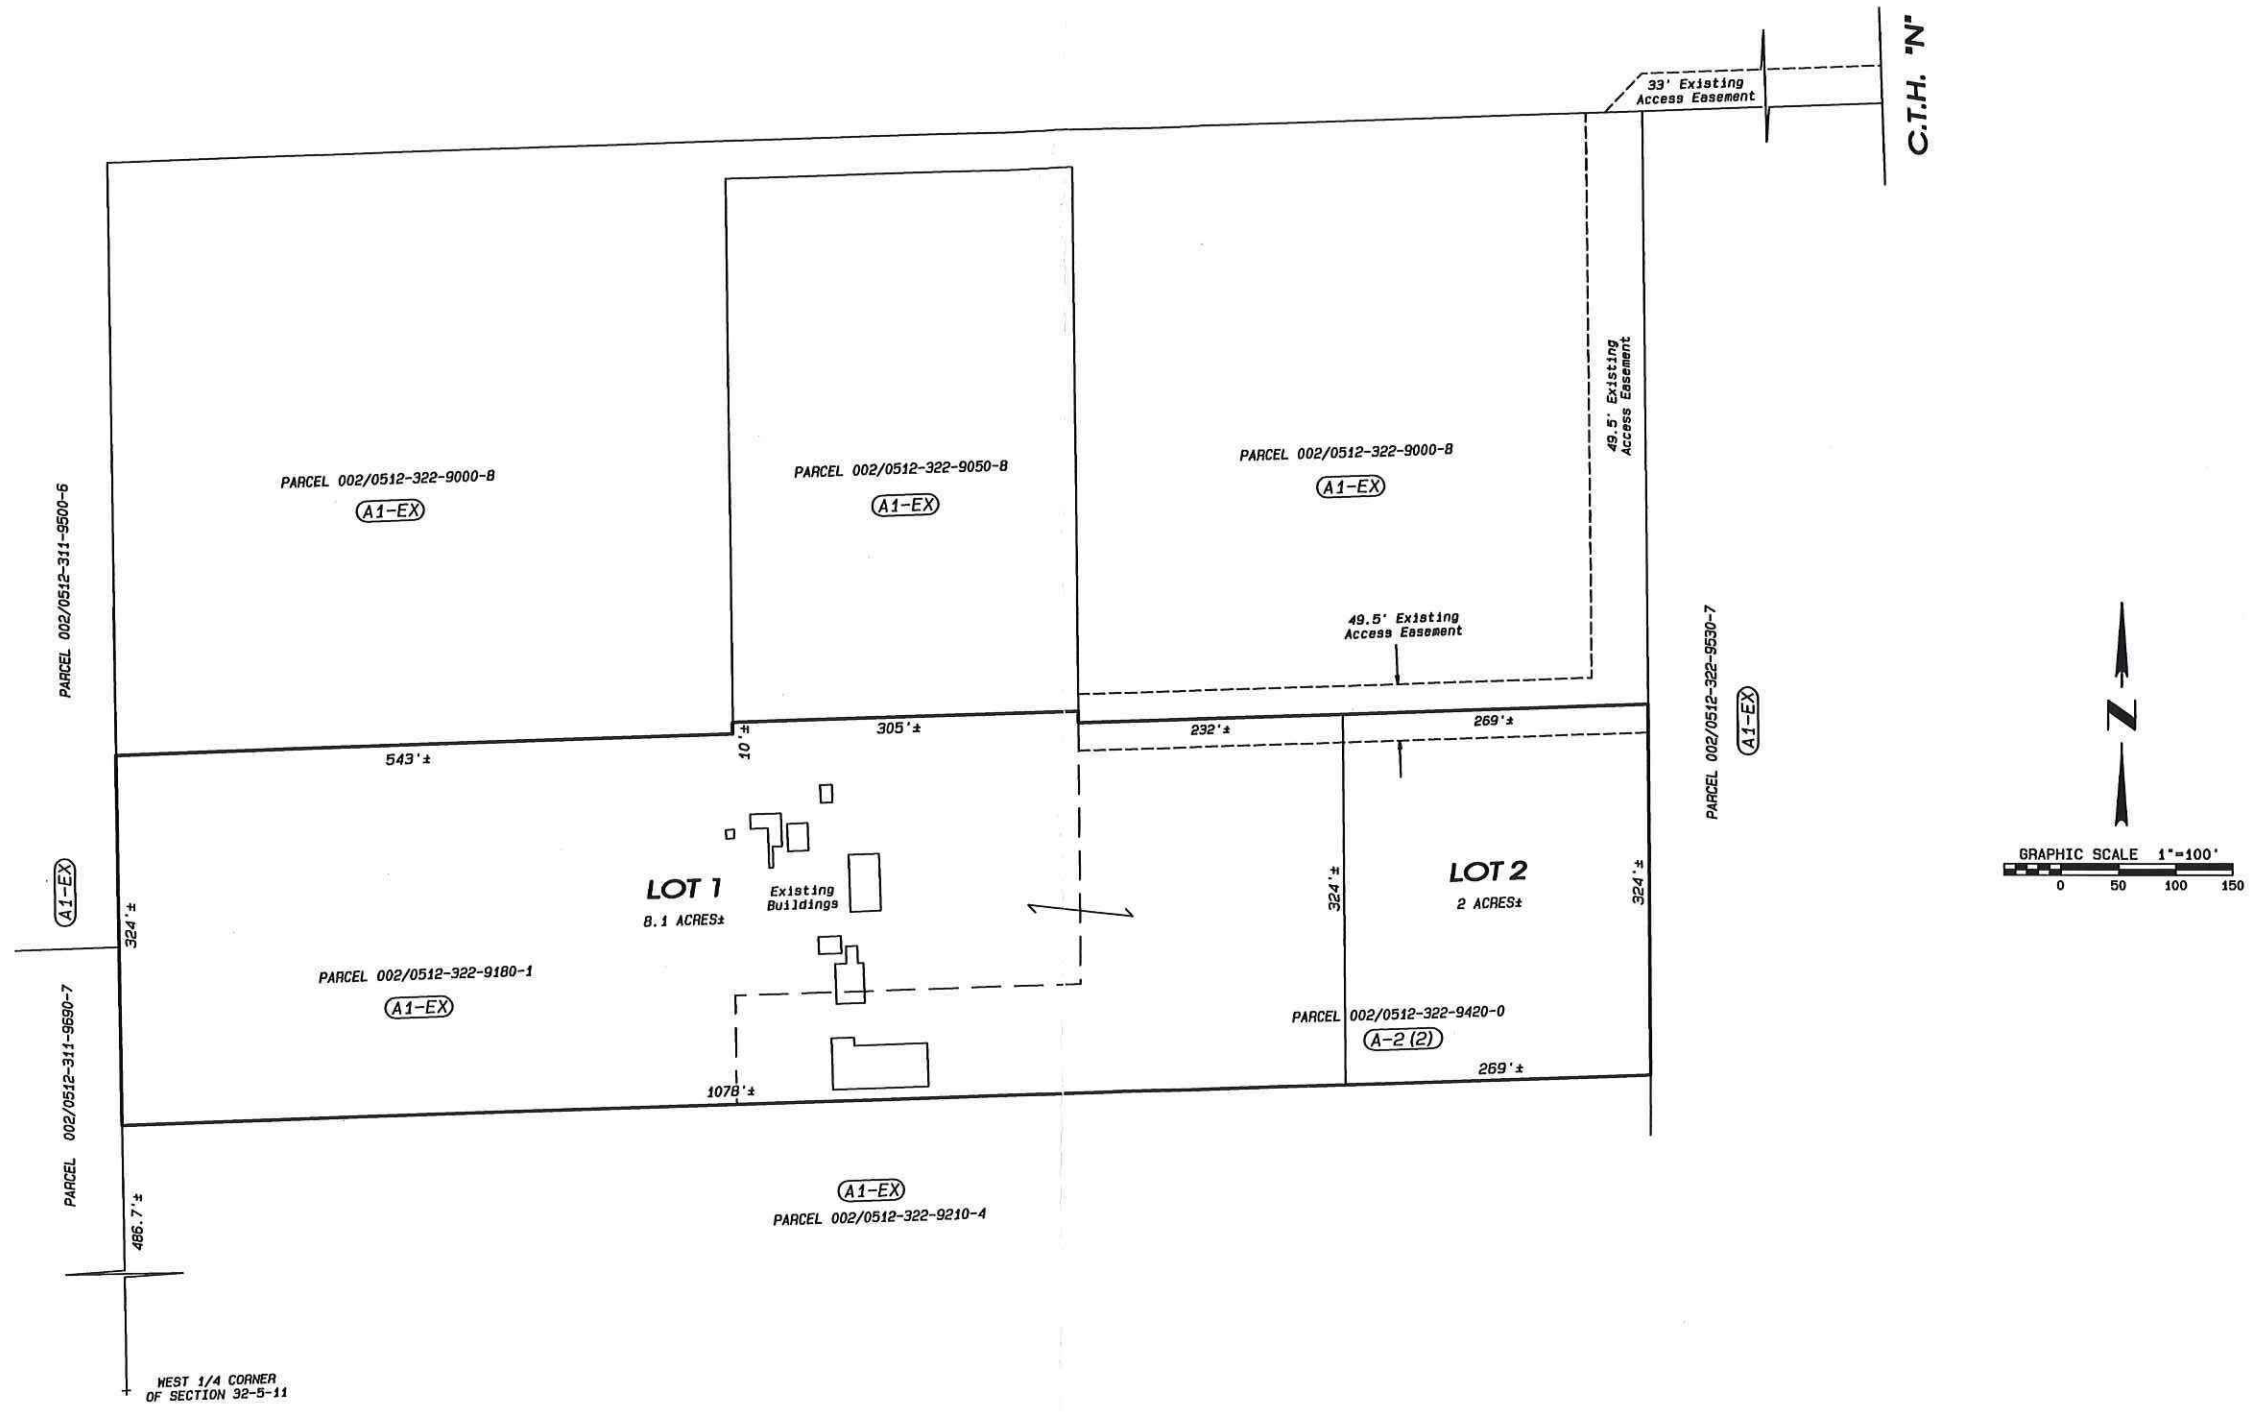 C.T.H. "N"
33' Existing
Access Easement
49.5' Existing
Access Easement
PARCEL 002/0512-322-9000-8
A1-EX
PARCEL 002/0512-322-9050-8
A1-EX
PARCEL 002/0512-322-9000-8
A1-EX
PARCEL 002/0512-311-9500-6
A1-EX
49.5' Existing
Access Easement
PARCEL 002/0512-322-9530-7
A1-EX
N
GRAPHIC SCALE 1"=100'
0 50 100 150
543'±
10'±
305'±
232'±
269'±
324'±
LOT 1
8.1 ACRES±
Existing
Buildings
324'±
LOT 2
2 ACRES±
324'±
PARCEL 002/0512-322-9180-1
A1-EX
PARCEL 002/0512-322-9420-0
A-2(2)
269'±
1078'±
PARCEL 002/0512-311-9690-7
A1-EX
PARCEL 002/0512-322-9210-4
486.7'±
WEST 1/4 CORNER
OF SECTION 32-5-11